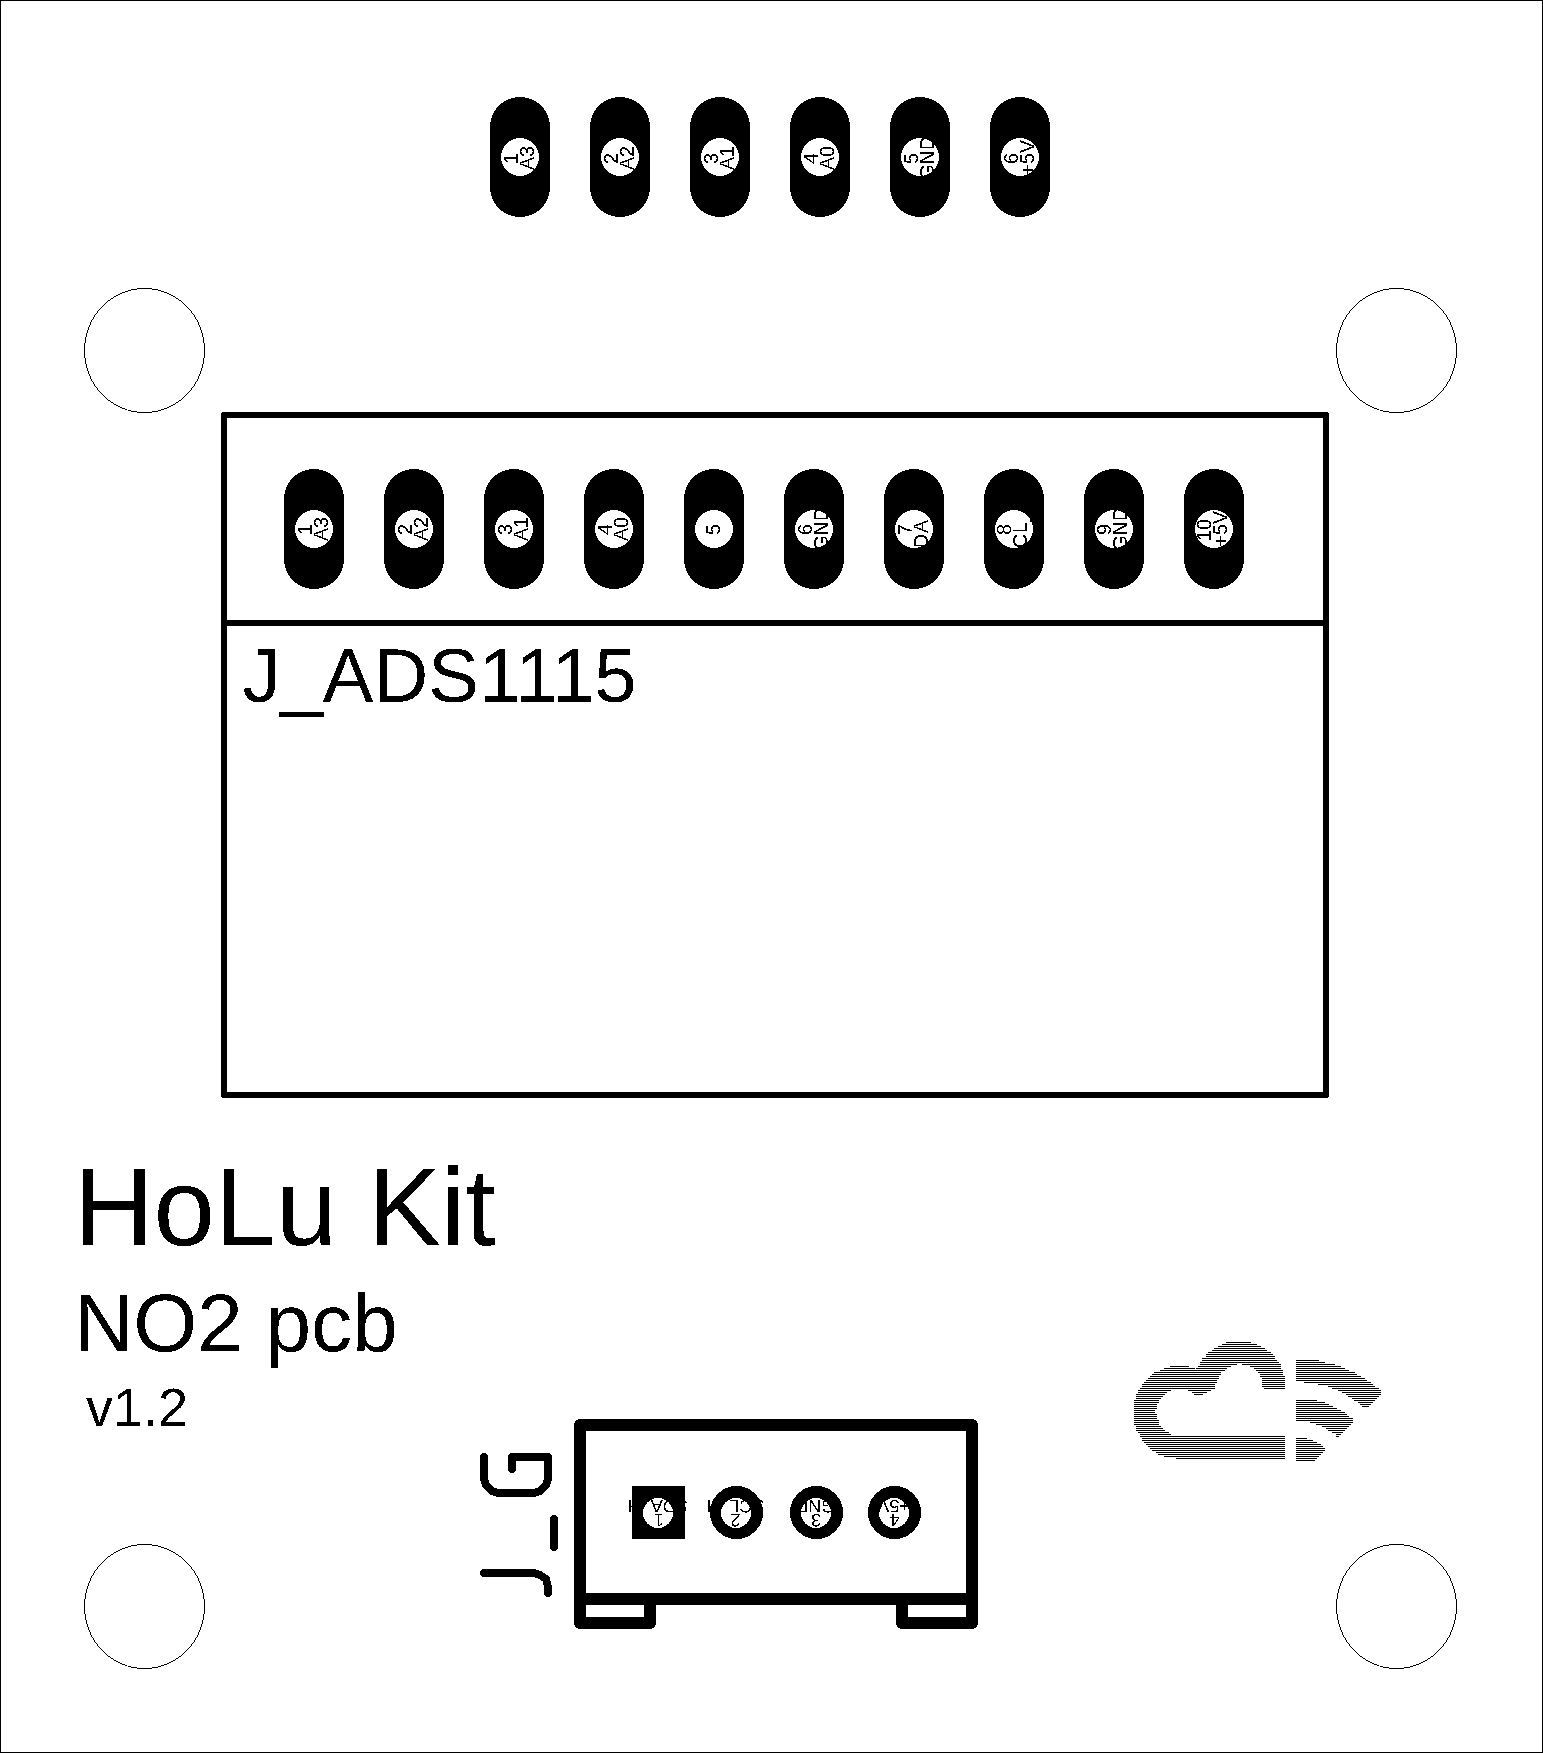 1 A3
2 A2
3 A1
4 A0
5 GND
6 +5V
1 A3
2 A2
3 A1
4 A0
5
6 GND
7 DA
8 CL
9 GND
10 +5V
J_ADS1115
HoLu Kit
NO2 pcb
v1.2
J_G
1
2
3 GND
4 +5V